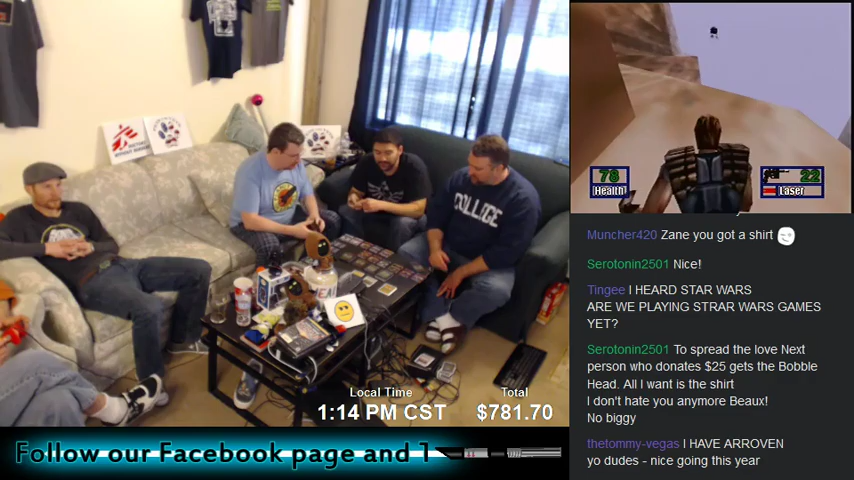 78
Health
22
Laser
Muncher420 Zane you got a shirt
Serotonin2501 Nice!
Tingee I HEARD STAR WARS
ARE WE PLAYING STRAR WARS GAMES
YET?
Serotonin2501 To spread the love Next
person who donates $25 gets the Bobble
Head. All I want is the shirt
I don't hate you anymore Beaux!
No biggy
thetommy-vegas I HAVE ARROVEN
yo dudes - nice going this year
COLLEGE
Local Time
Total
1:14 PM CST
$781.70
Follow our Facebook page and